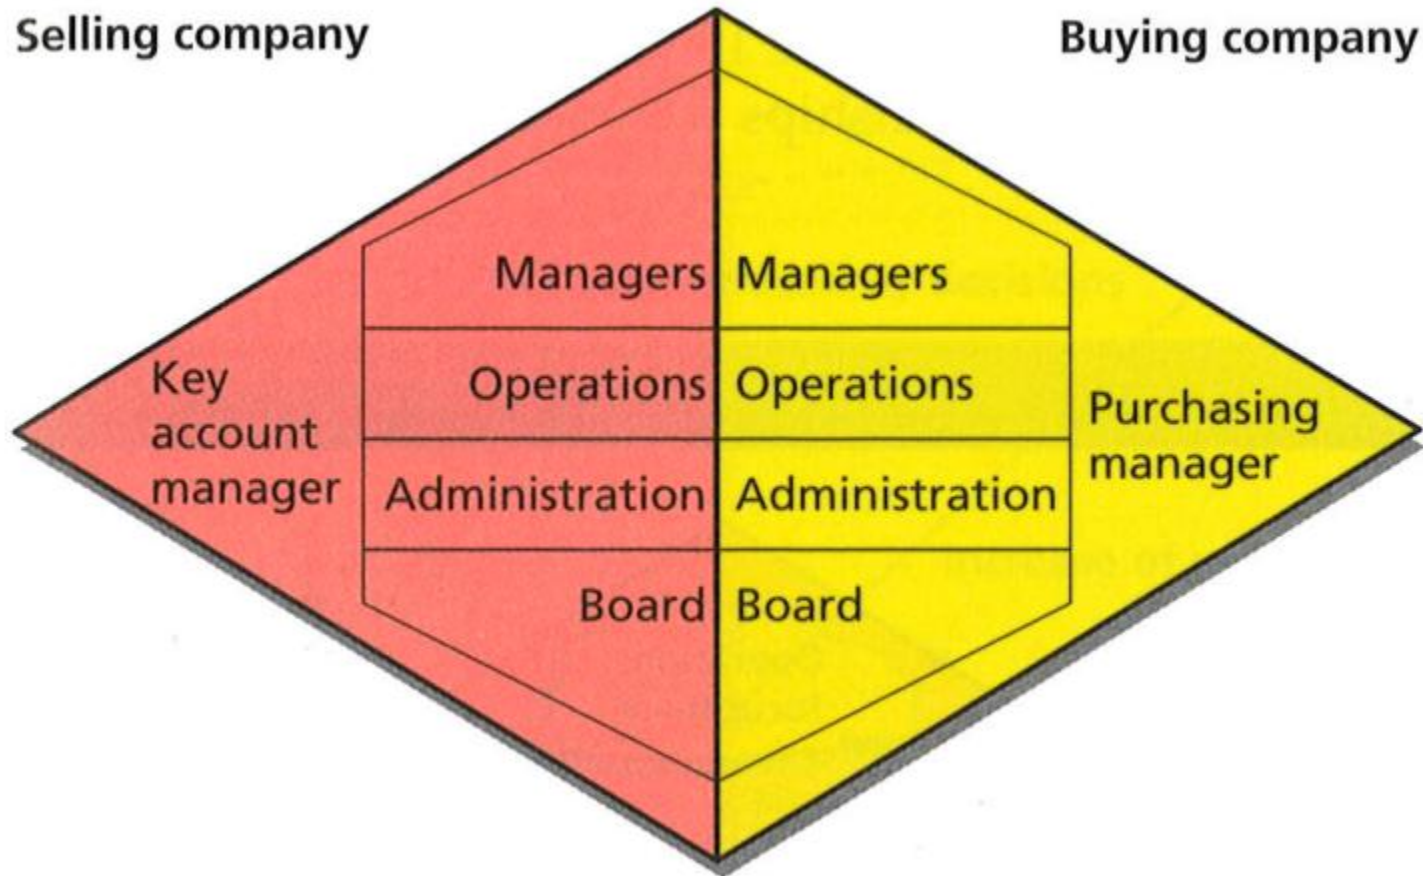 Selling company
Buying company
Managers
Managers
Operations
Operations
Administration
Administration
Board
Board
Key
account
manager
Purchasing
manager